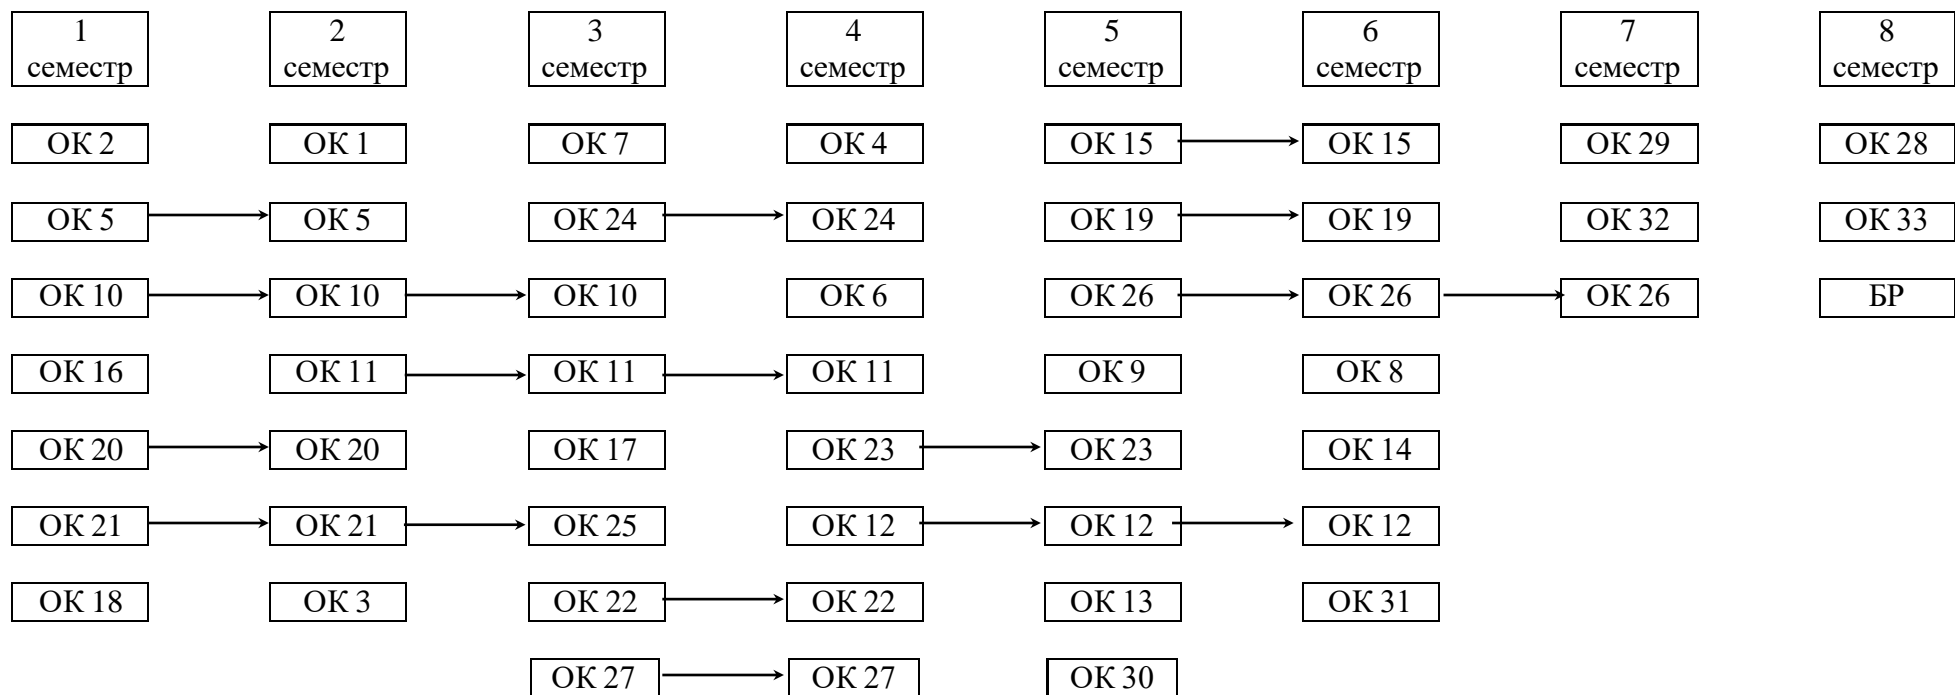 1 семестр 2 семестр 3 семестр 4 семестр 5 семестр 6 семестр 7 семестр 8 семестр
ОК 2 ОК 1 ОК 7 ОК 4 ОК 15 ОК 15 ОК 29 ОК 28
ОК 5 ОК 5 ОК 24 ОК 24 ОК 19 ОК 19 ОК 32 ОК 33
ОК 10 ОК 10 ОК 10 ОК 6 ОК 26 ОК 26 ОК 26 БР
ОК 16 ОК 11 ОК 11 ОК 11 ОК 9 ОК 8
ОК 20 ОК 20 ОК 17 ОК 23 ОК 23 ОК 14
ОК 21 ОК 21 ОК 25 ОК 12 ОК 12 ОК 12
ОК 18 ОК 3 ОК 22 ОК 22 ОК 13 ОК 31
ОК 27 ОК 27 ОК 30